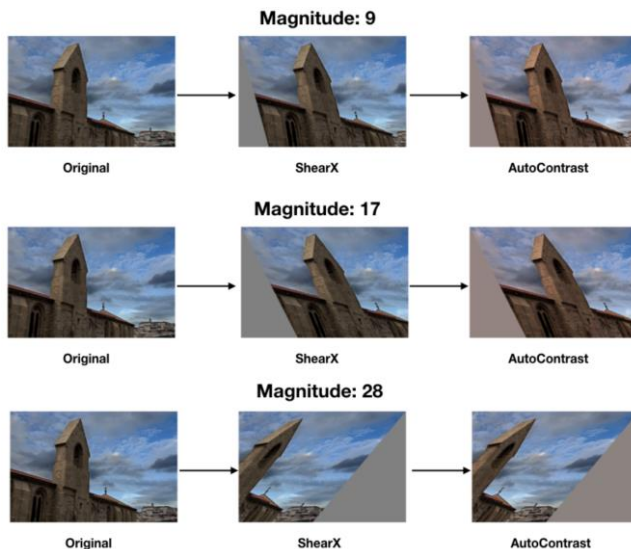 Magnitude: 9
Original
ShearX
AutoContrast
Magnitude: 17
Original
ShearX
AutoContrast
Magnitude: 28
Original
ShearX
AutoContrast